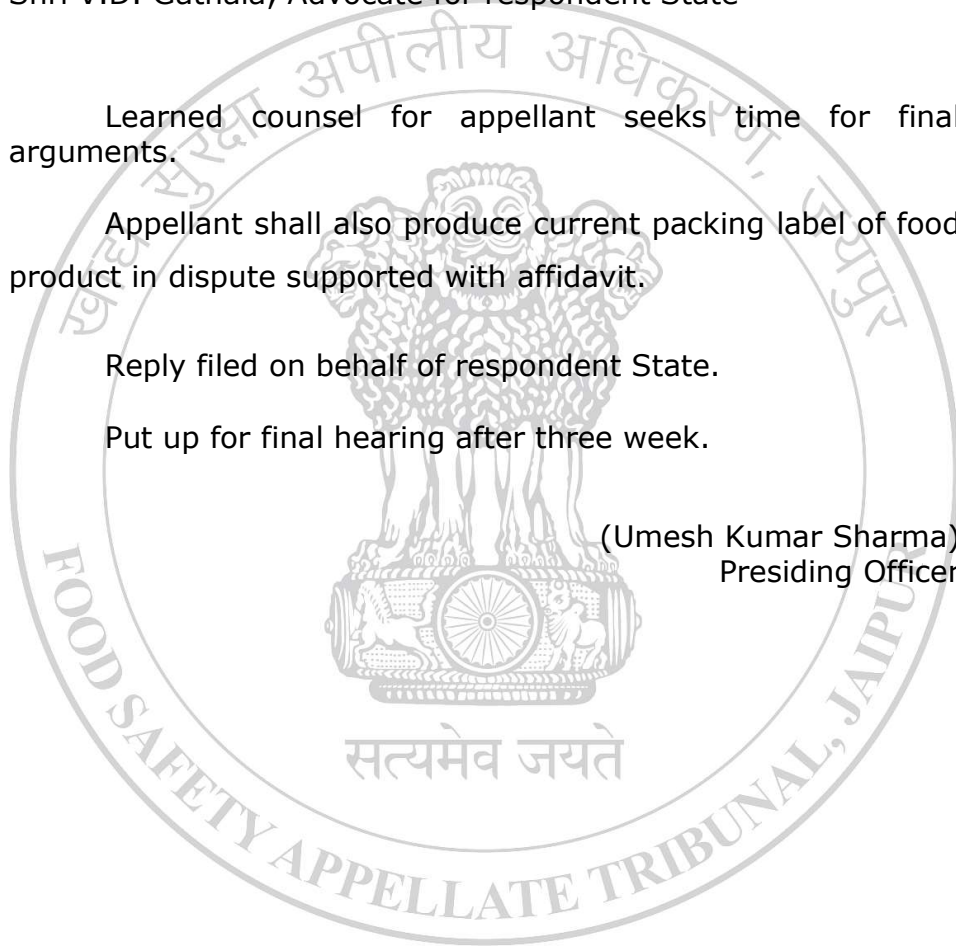 Shri V.D. Gathala, Advocate for respondent State
Learned counsel for appellant seeks time for final
arguments.
Appellant shall also produce current packing label of food
product in dispute supported with affidavit.
Reply filed on behalf of respondent State.
Put up for final hearing after three week.
(Umesh Kumar Sharma)
Presiding Officer
खाद्य सुरक्षा अपीलीय अधिकरण, जयपुर
सत्यमेव जयते
FOOD SAFETY APPELLATE TRIBUNAL, JAIPUR